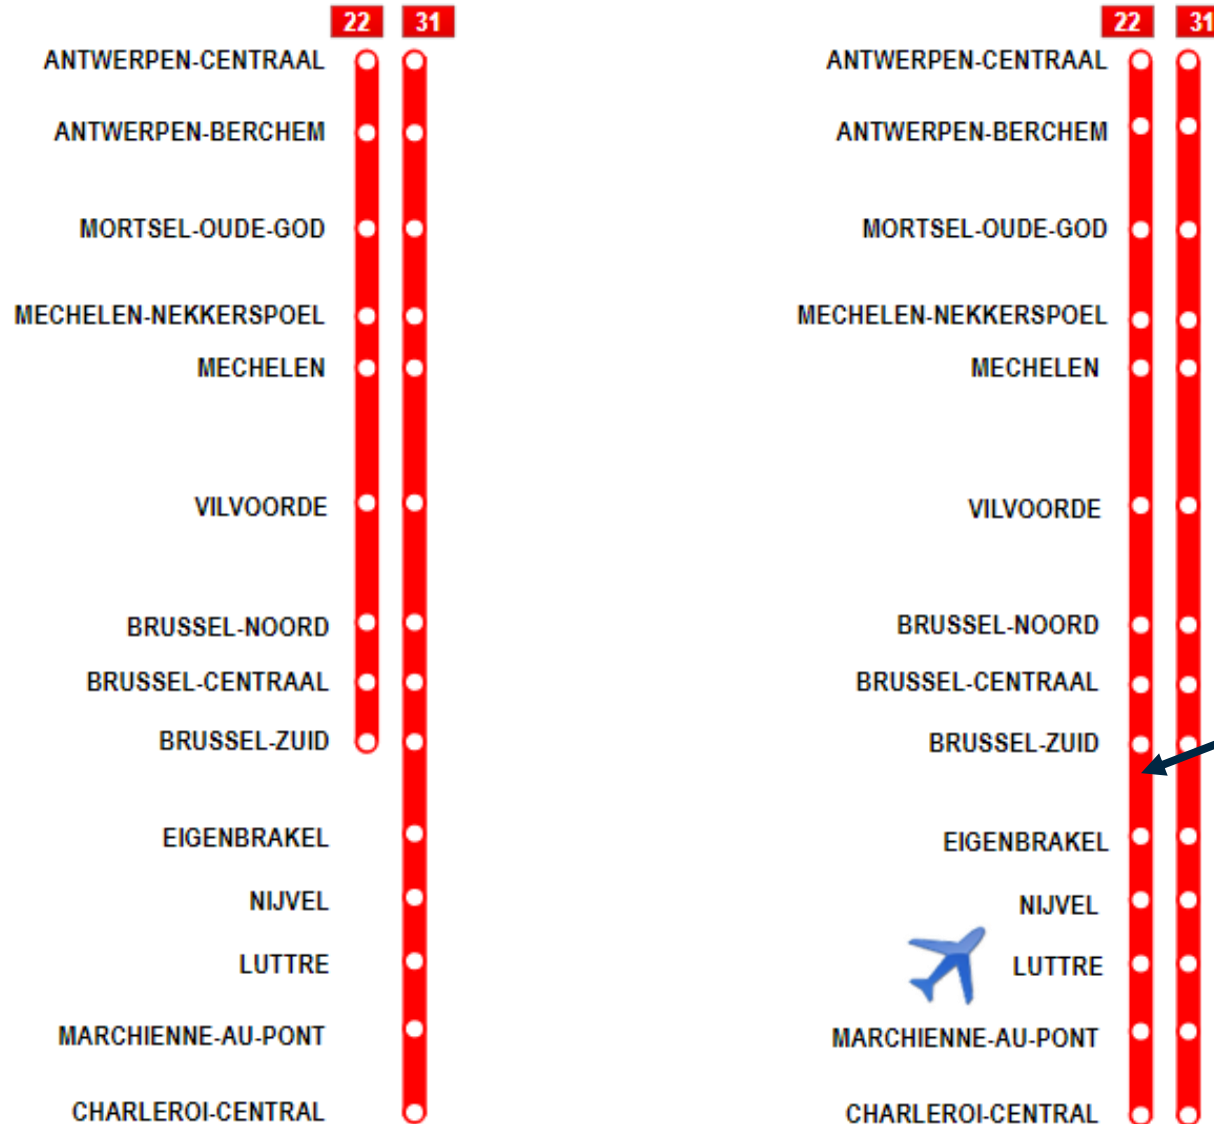 22 31
ANTWERPEN-CENTRAAL
ANTWERPEN-BERCHEM
MORTSEL-OUDE-GOD
MECHELEN-NEKKERSPOEL
MECHELEN
VILVOORDE
BRUSSEL-NOORD
BRUSSEL-CENTRAAL
BRUSSEL-ZUID
EIGENBRAKEL
NIJVEL
LUTTRE
MARCHIENNE-AU-PONT
CHARLEROI-CENTRAL
22 31
ANTWERPEN-CENTRAAL
ANTWERPEN-BERCHEM
MORTSEL-OUDE-GOD
MECHELEN-NEKKERSPOEL
MECHELEN
VILVOORDE
BRUSSEL-NOORD
BRUSSEL-CENTRAAL
BRUSSEL-ZUID
EIGENBRAKEL
NIJVEL
LUTTRE
MARCHIENNE-AU-PONT
CHARLEROI-CENTRAL